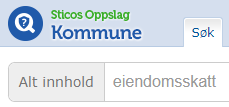 Sticos Oppslag
Kommune
Søk
Alt innhold eiendomsskatt